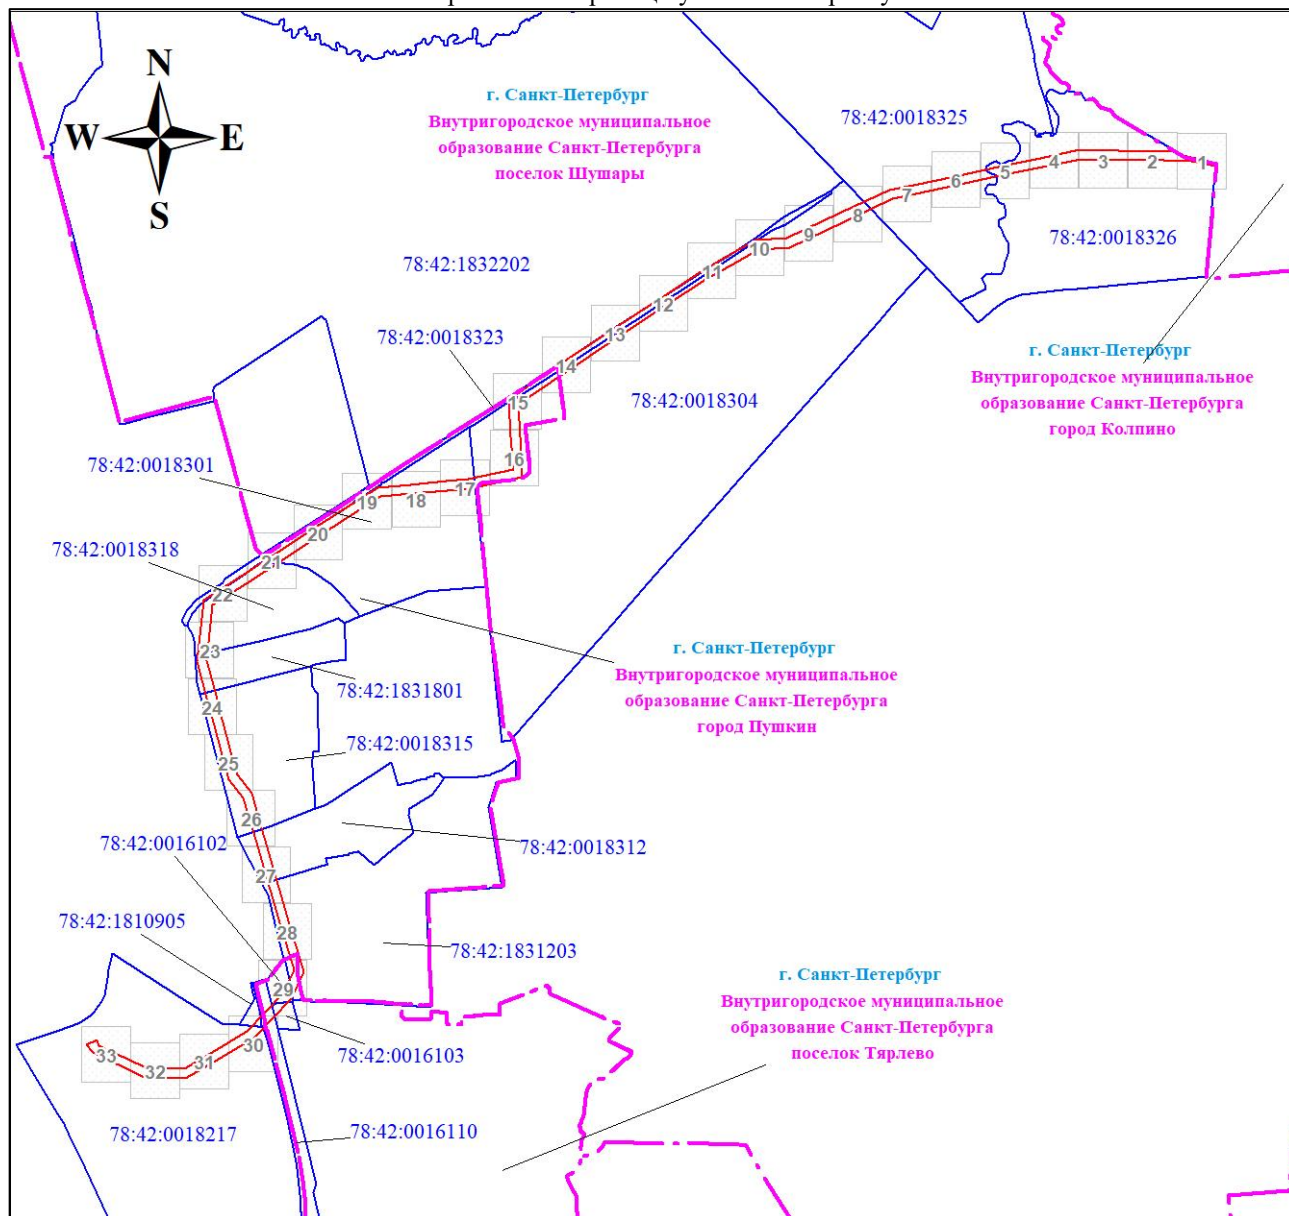 N
W E
S
г. Санкт-Петербург
Внутригородское муниципальное
образование Санкт-Петербурга
поселок Шушары
78:42:0018325
78:42:0018326
78:42:1832202
78:42:0018323
78:42:0018304
г. Санкт-Петербург
Внутригородское муниципальное
образование Санкт-Петербурга
город Колпино
1
2
3
4
5
6
7
8
9
10
11
12
13
14
15
16
17
18
19
20
21
22
23
24
25
26
27
28
29
30
31
32
33
78:42:0018301
78:42:0018318
г. Санкт-Петербург
Внутригородское муниципальное
образование Санкт-Петербурга
город Пушкин
78:42:1831801
78:42:0018315
78:42:0016102
78:42:0018312
78:42:1810905
78:42:1831203
г. Санкт-Петербург
Внутригородское муниципальное
образование Санкт-Петербурга
поселок Тярлево
78:42:0016103
78:42:0018217
78:42:0016110